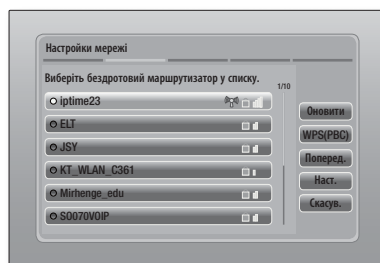 Настройки мережі
Виберіть бездротовий маршрутизатор у списку.
1/10
iptime23
ELT
JSY
KT_WLAN_C361
Mirhenge_edu
SO070VOIP
Оновити
WPS(PBC)
Поперед.
Наст.
Скасув.